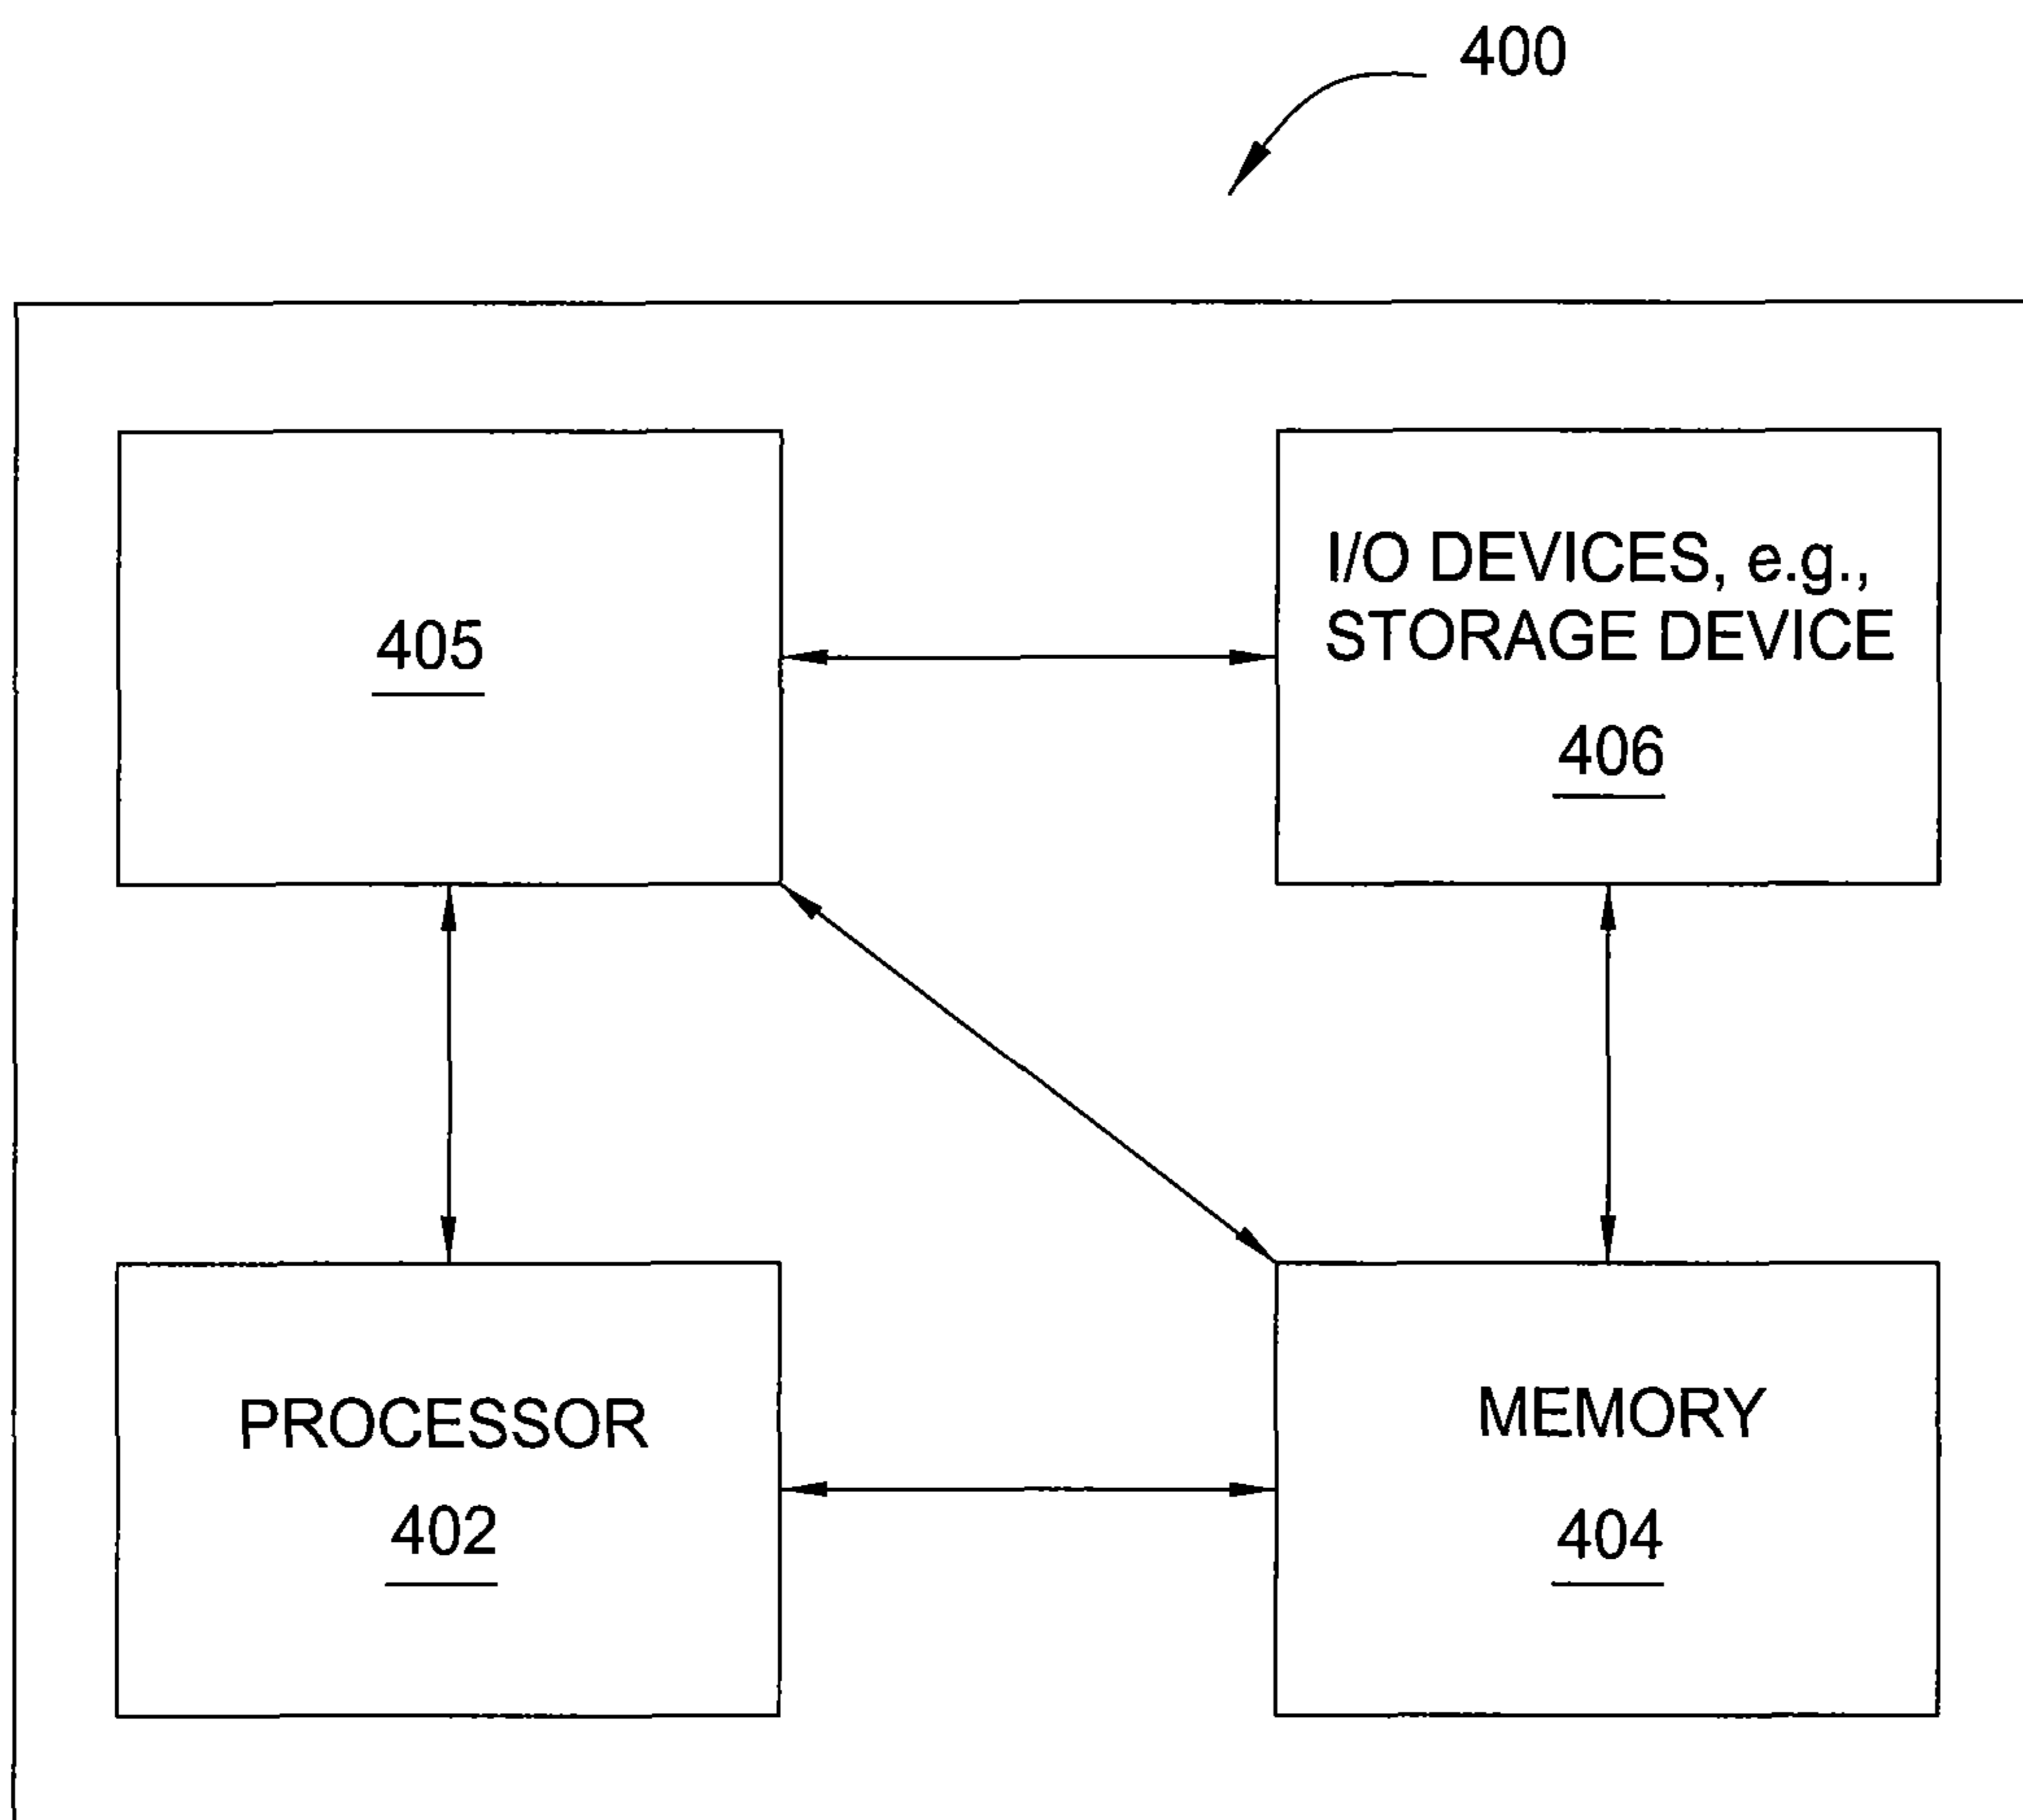 400
405
I/O DEVICES, e.g.,
STORAGE DEVICE
406
PROCESSOR
402
MEMORY
404